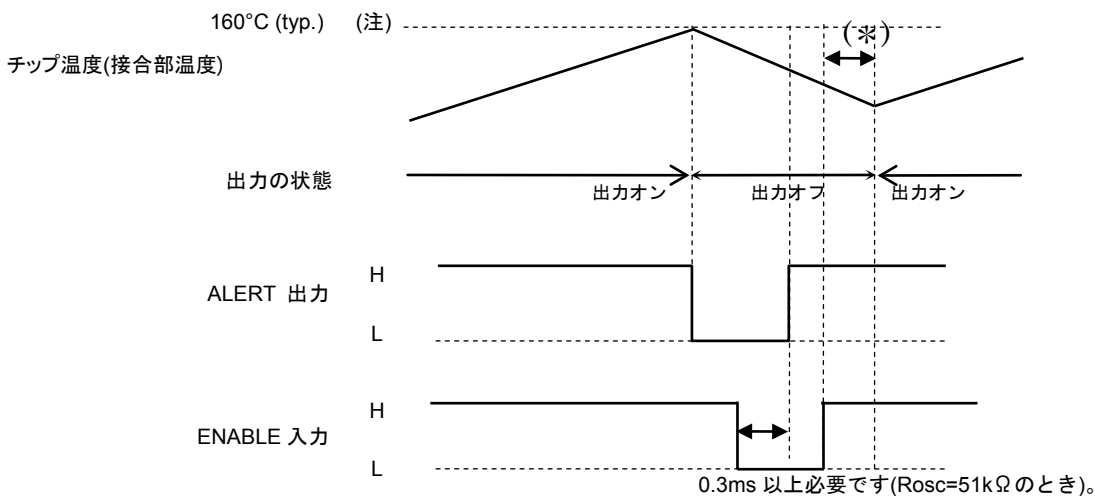 160°C (typ.) (注)
(＊)
チップ温度(接合部温度)
出力の状態
出力オン 出力オフ 出力オン
H
ALERT 出力
L
H
ENABLE 入力
L
0.3ms 以上必要です(Rosc=51kΩのとき)。